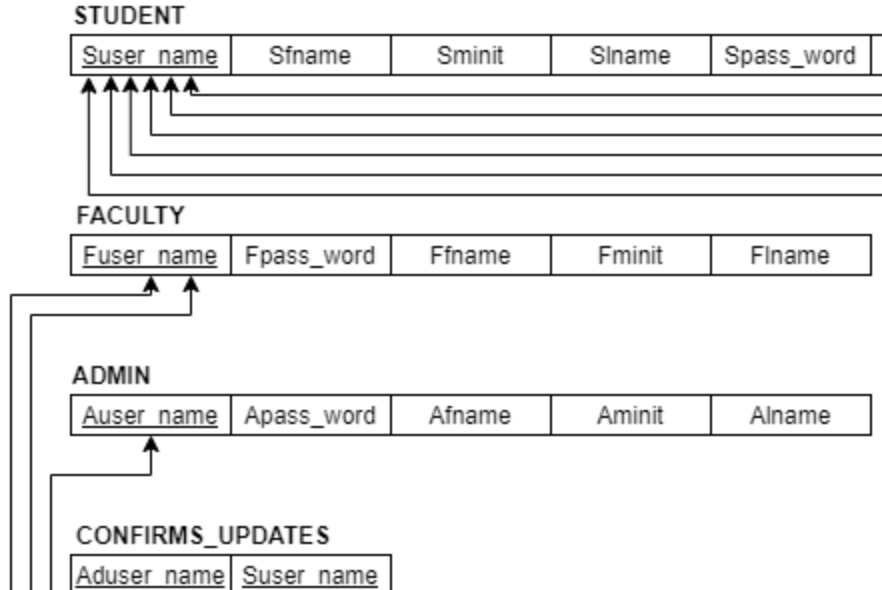 STUDENT
Suser_name Sfname Sminit Slname Spass_word
FACULTY
Fuser_name Fpass_word Ffname Fminit Flname
ADMIN
Auser_name Apass_word Afname Aminit Alname
CONFIRMS_UPDATES
Aduser_name Suser_name